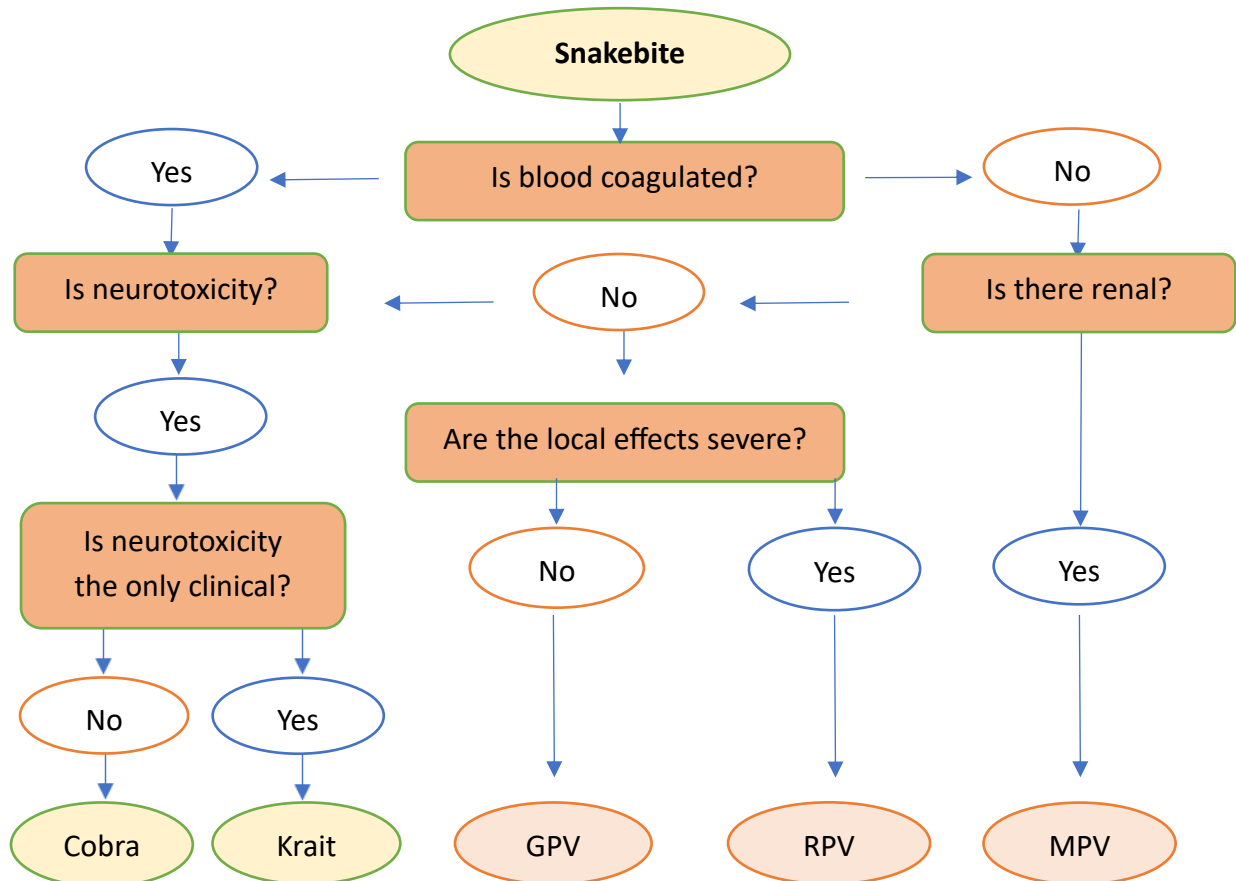 Snakebite
Yes
Is blood coagulated?
No
Is neurotoxicity?
No
Is there renal?
Yes
Are the local effects severe?
Is neurotoxicity
the only clinical?
No
Yes
Yes
No
Yes
Cobra
Krait
GPV
RPV
MPV